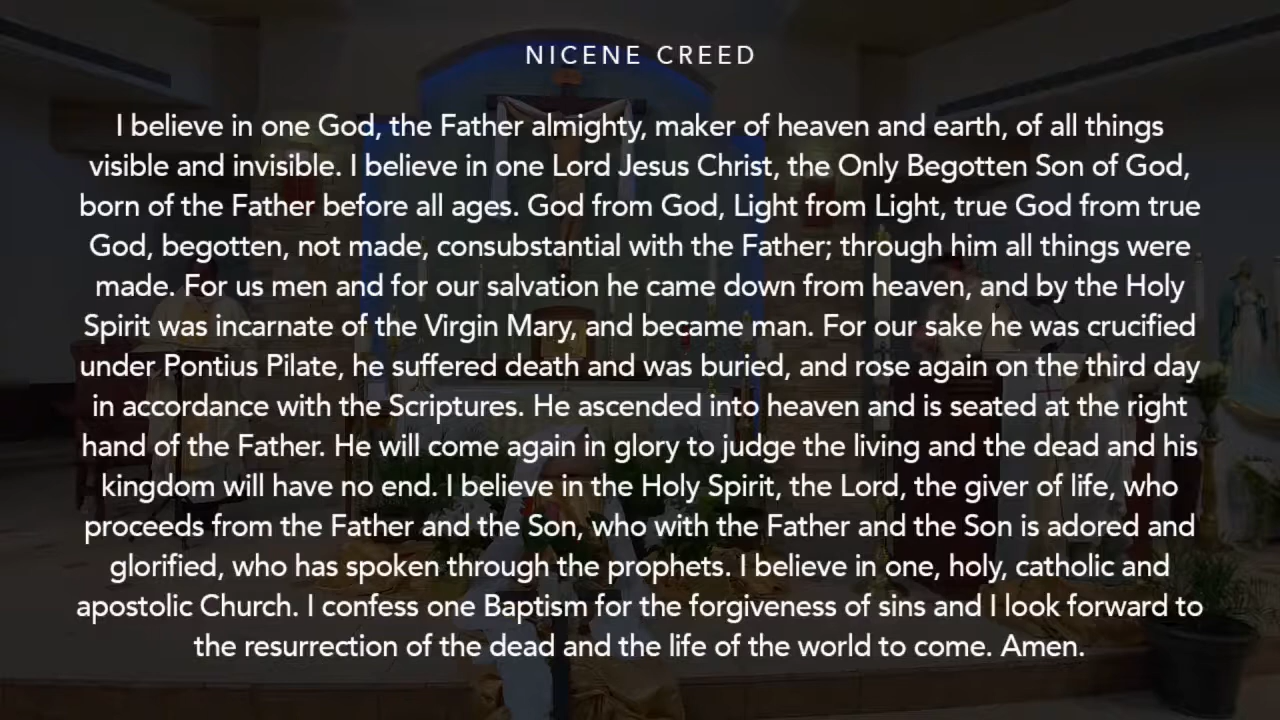 NICENE CREED
I believe in one God, the Father almighty, maker of heaven and earth, of all things
visible and invisible. I believe in one Lord Jesus Christ, the Only Begotten Son of God,
born of the Father before all ages. God from God, Light from Light, true God from true
God, begotten, not made, consubstantial with the Father; through him all things were
made. For us men and for our salvation he came down from heaven, and by the Holy
Spirit was incarnate of the Virgin Mary, and became man. For our sake he was crucified
under Pontius Pilate, he suffered death and was buried, and rose again on the third day
in accordance with the Scriptures. He ascended into heaven and is seated at the right
hand of the Father. He will come again in glory to judge the living and the dead and his
kingdom will have no end. I believe in the Holy Spirit, the Lord, the giver of life, who
proceeds from the Father and the Son, who with the Father and the Son is adored and
glorified, who has spoken through the prophets. I believe in one, holy, catholic and
apostolic Church. I confess one Baptism for the forgiveness of sins and I look forward to
the resurrection of the dead and the life of the world to come. Amen.